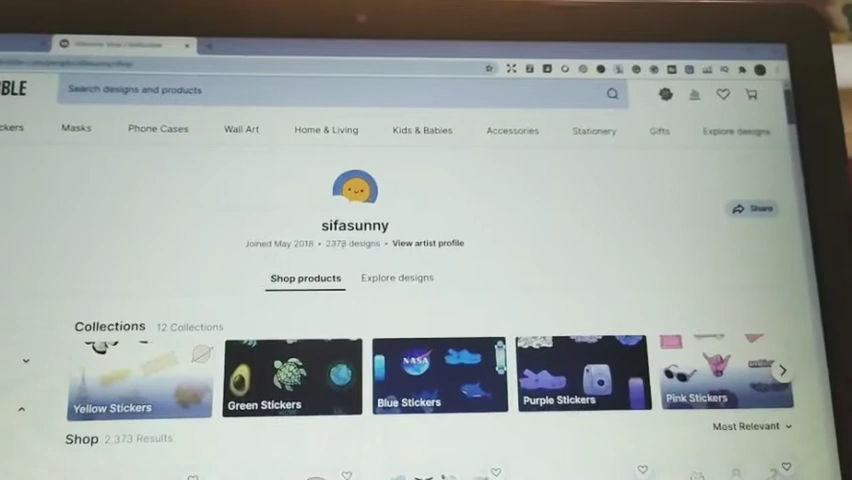 BBLE
Search designs and products
ckers Masks Phone Cases Wall Art Home & Living Kids & Babies Accessories Stationery Gifts Explore designs
sifasunny
Share
Joined May 2018 • 2373 designs • View artist profile
Shop products Explore designs
Collections 12 Collections
NASA
Yellow Stickers Green Stickers Blue Stickers Purple Stickers Pink Stickers
Most Relevant
Shop 2,373 Results